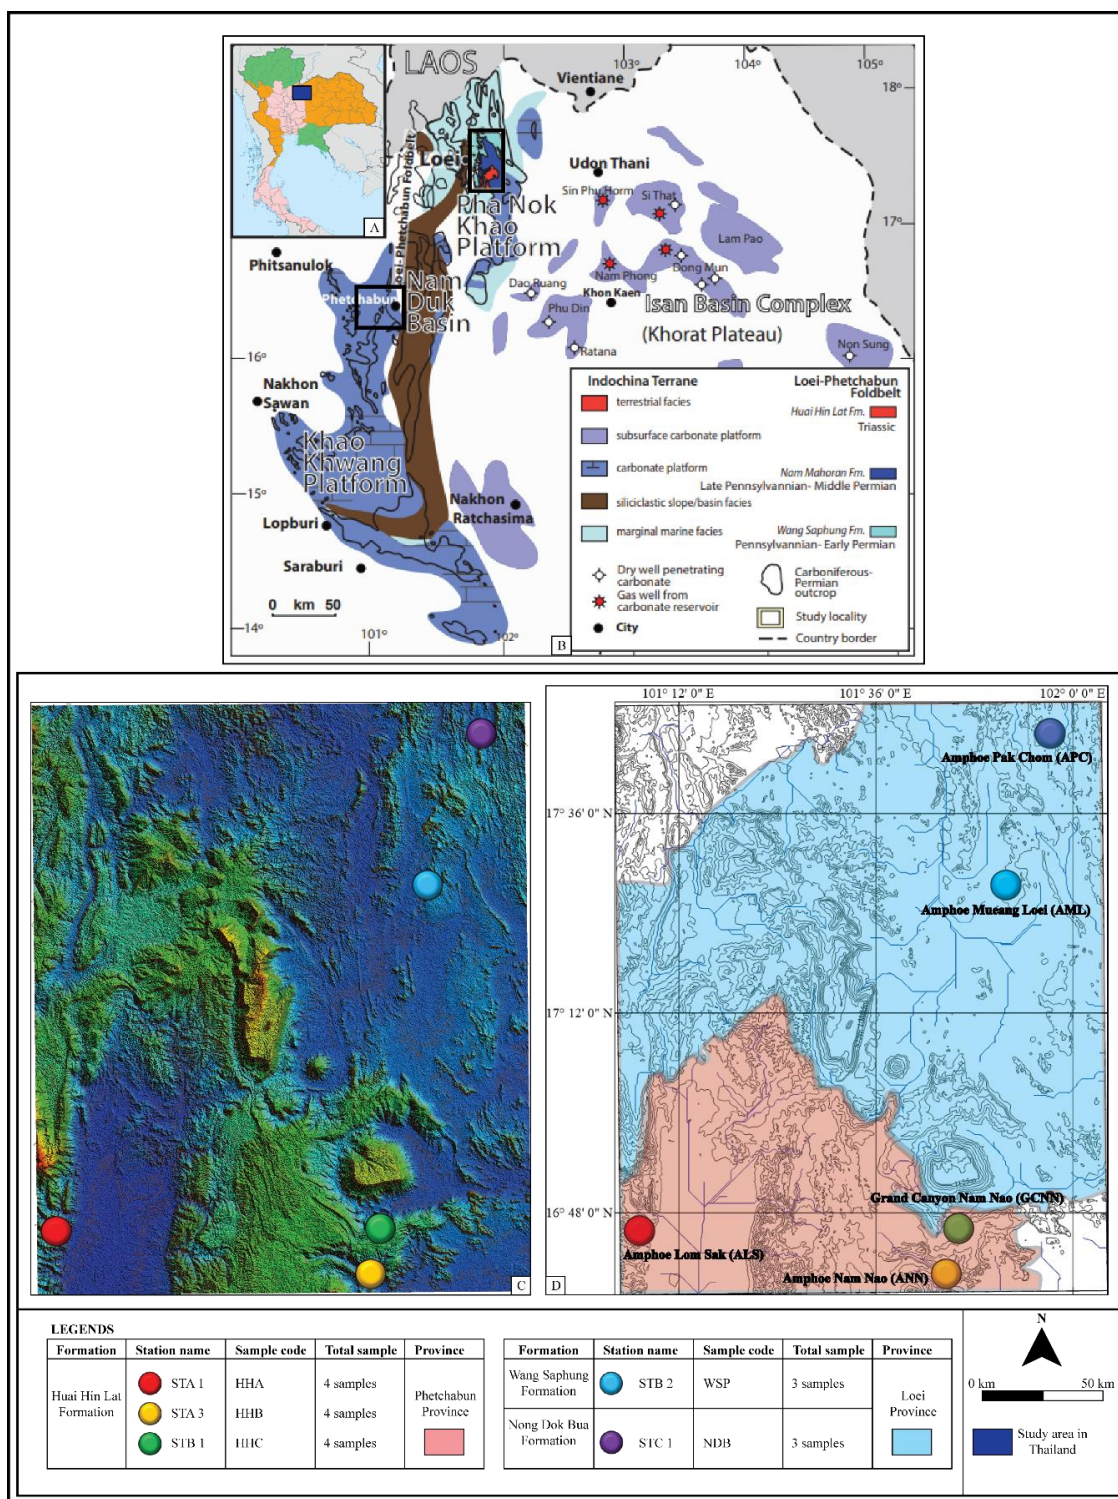 LAOS
Vientiane
103°
104°
105°
18°
Loei
Loei-Phetchabun Foldbelt
Udon Thani
Sin Phu Horm
Si That
Pha Nok
Khao
Platform
17°
Lam Pao
A
Phitsanulok
Phetchabun
Nam
Duk
Basin
Dao Ruang
Nam Phong
Dong Mun
Khon Kaen
Phu Din
Isan Basin Complex
(Khorat Plateau)
Ratana
Non Sung
16°
Nakhon
Sawan
Khao
Khwang
Platform
15°
Nakhon
Ratchasima
Lopburi
Saraburi
0 km 50
14°
101°
102°
B
Indochina Terrane
terrestrial facies
subsurface carbonate platform
carbonate platform
siliciclastic slope/basin facies
marginal marine facies
Dry well penetrating
carbonate
Gas well from
carbonate reservoir
City
Loei-Phetchabun
Foldbelt
Huai Hin Lat Fm.
Triassic
Nam Mahoran Fm.
Late Pennsylvannian- Middle Permian
Wang Saphung Fm.
Pennsylvannian- Early Permian
Carboniferous-
Permian
outcrop
Study locality
Country border
C
101° 12' 0" E
101° 36' 0" E
102° 0' 0" E
Amphoe Pak Chom (APC)
17° 36' 0" N
Amphoe Mueang Loei (AML)
17° 12' 0" N
Grand Canyon Nam Nao (GCNN)
16° 48' 0" N
Amphoe Lom Sak (ALS)
Amphoe Nam Nao (ANN)
D
LEGENDS
Formation Station name Sample code Total sample Province
Huai Hin Lat
Formation
STA 1 HHA 4 samples
STA 3 HHB 4 samples
STB 1 HHC 4 samples
Phetchabun
Province
Formation Station name Sample code Total sample Province
Wang Saphung
Formation
STB 2 WSP 3 samples
Nong Dok Bua
Formation
STC 1 NDB 3 samples
Loei
Province
N
0 km 50 km
Study area in
Thailand